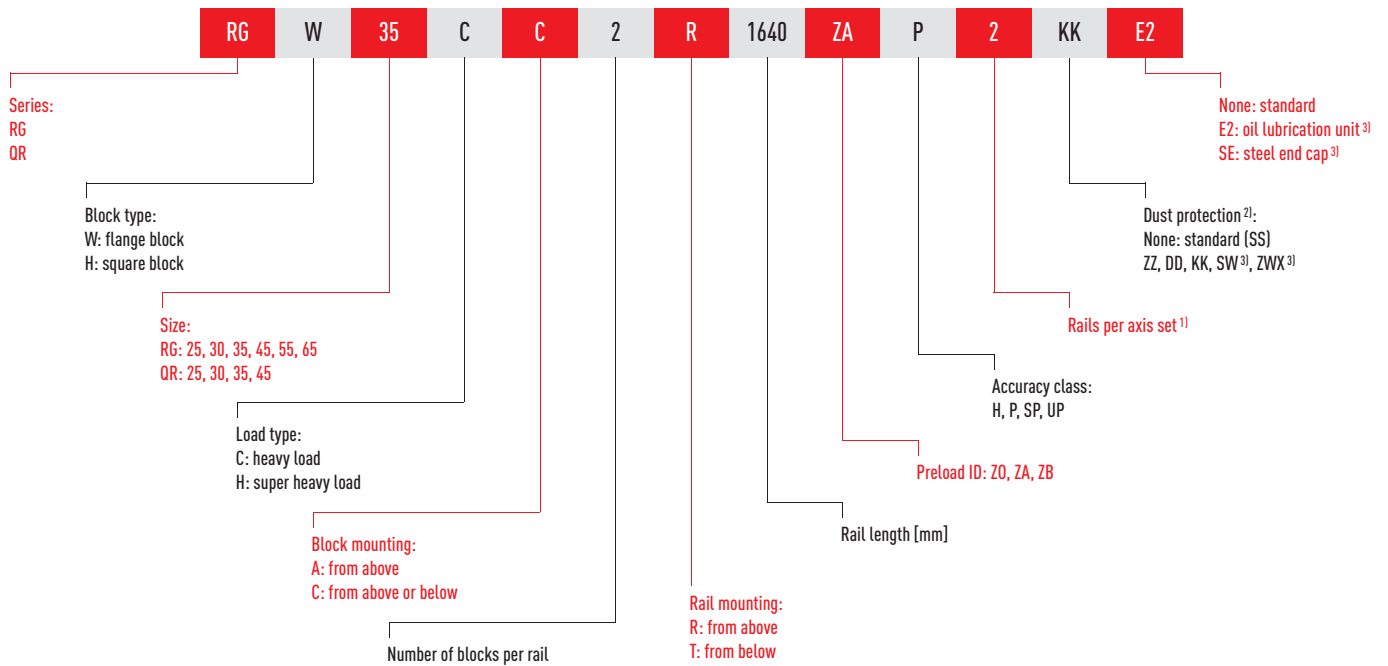 RG W 35 C C 2 R 1640 ZA P 2 KK E2
Series:
RG
QR
None: standard
E2: oil lubrication unit 3)
SE: steel end cap 3)
Block type:
W: flange block
H: square block
Dust protection 2):
None: standard (SS)
ZZ, DD, KK, SW 3), ZWX 3)
Size:
RG: 25, 30, 35, 45, 55, 65
QR: 25, 30, 35, 45
Rails per axis set 1)
Accuracy class:
H, P, SP, UP
Load type:
C: heavy load
H: super heavy load
Preload ID: Z0, ZA, ZB
Rail length [mm]
Block mounting:
A: from above
C: from above or below
Rail mounting:
R: from above
T: from below
Number of blocks per rail